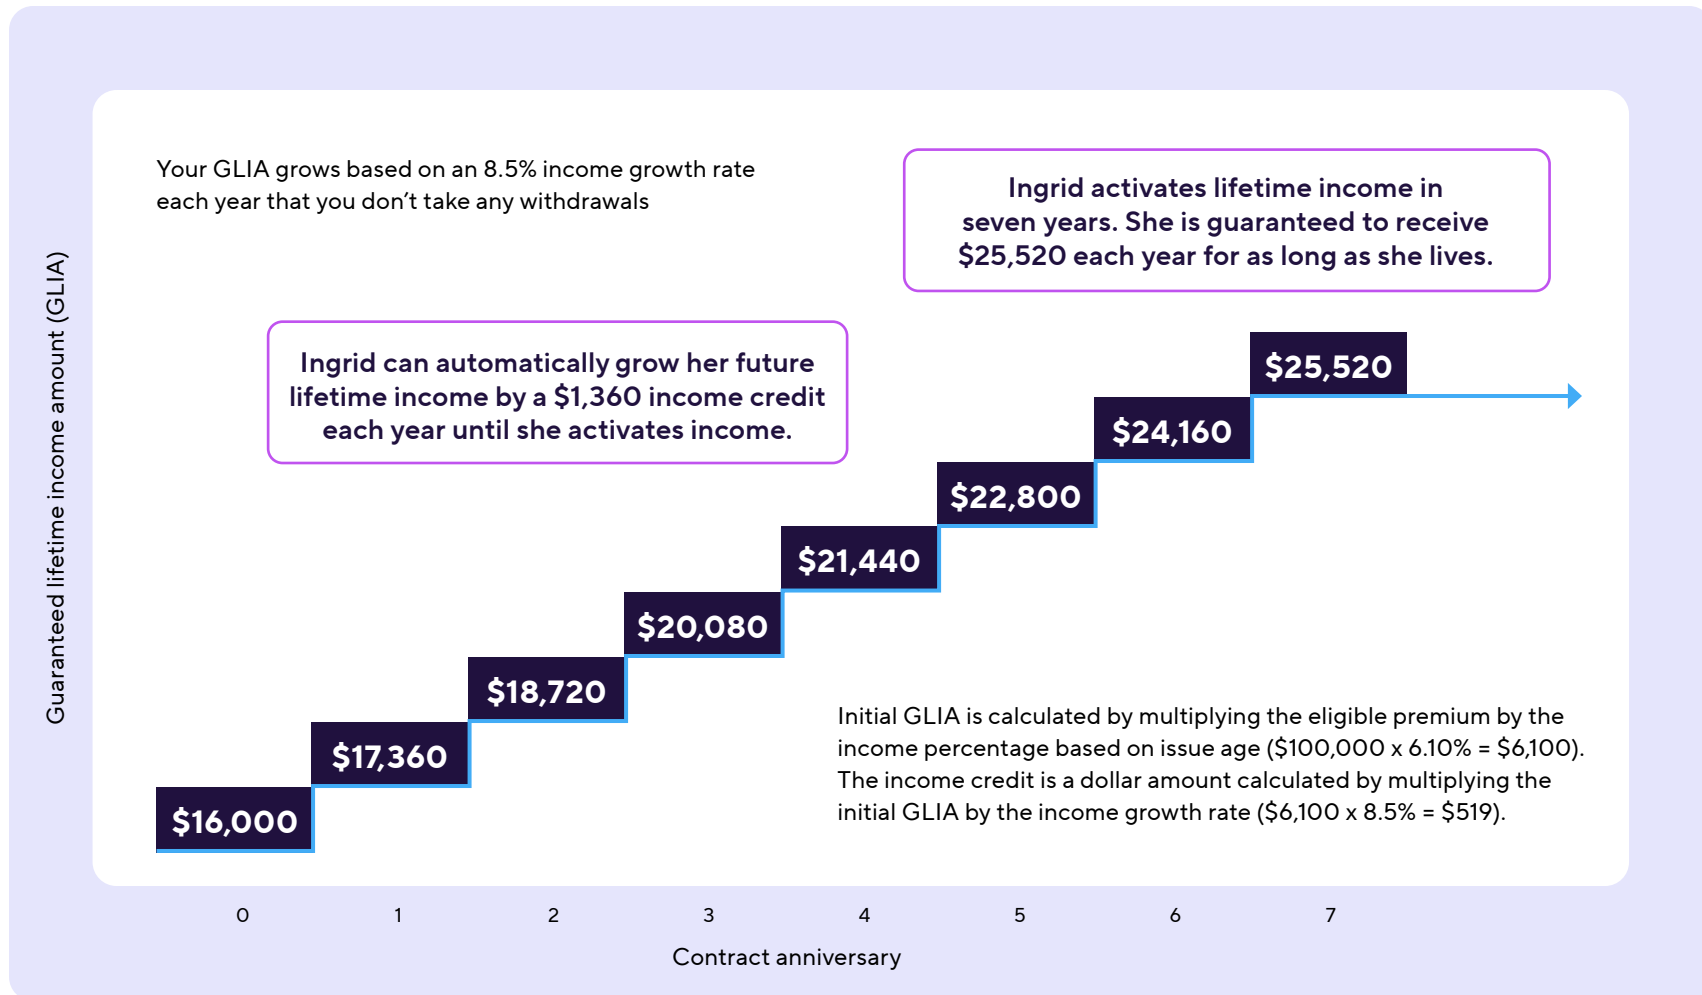 Your GLIA grows based on an 8.5% income growth rate
each year that you don’t take any withdrawals
Ingrid activates lifetime income in
seven years. She is guaranteed to receive
$25,520 each year for as long as she lives.
Guaranteed lifetime income amount (GLIA)
Ingrid can automatically grow her future
lifetime income by a $1,360 income credit
each year until she activates income.
$25,520
$24,160
$22,800
$21,440
$20,080
$18,720
$17,360
$16,000
Initial GLIA is calculated by multiplying the eligible premium by the
income percentage based on issue age ($100,000 x 6.10% = $6,100).
The income credit is a dollar amount calculated by multiplying the
initial GLIA by the income growth rate ($6,100 x 8.5% = $519).
0 1 2 3 4 5 6 7
Contract anniversary